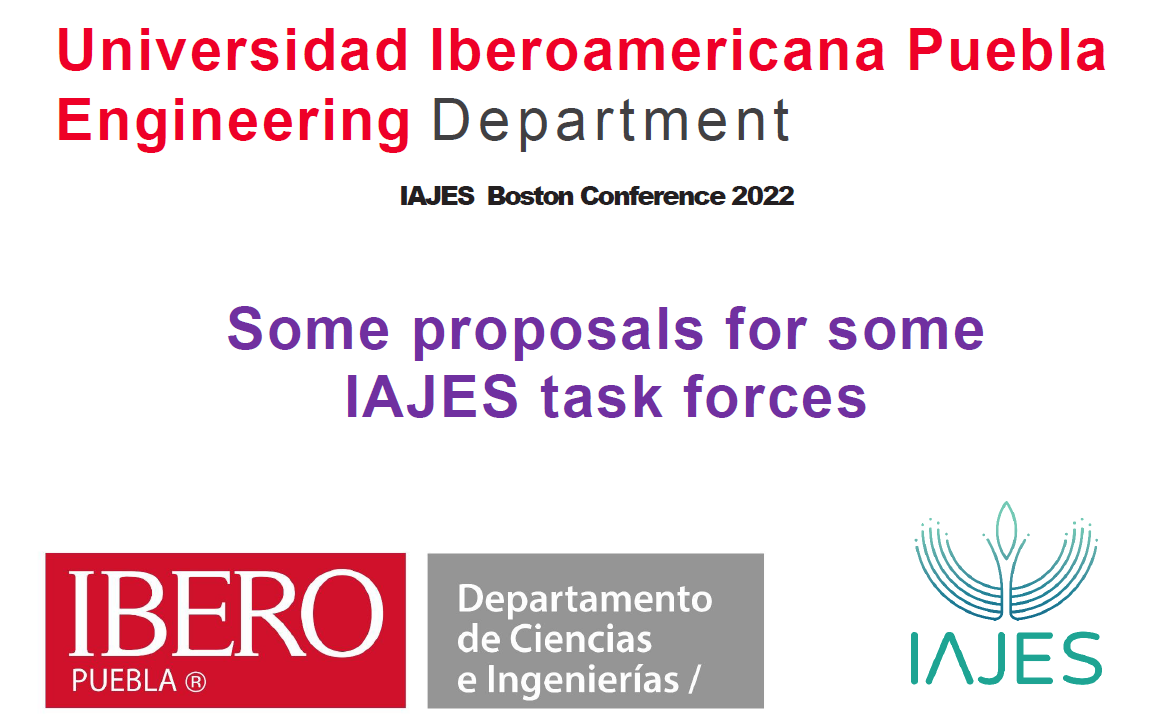 Universidad Iberoamericana Puebla
Engineering Department
IAJES Boston Conference 2022
Some proposals for some
IAJES task forces
IBERO
PUEBLA ®
Departamento
de Ciencias
e Ingenierías /
IAJES